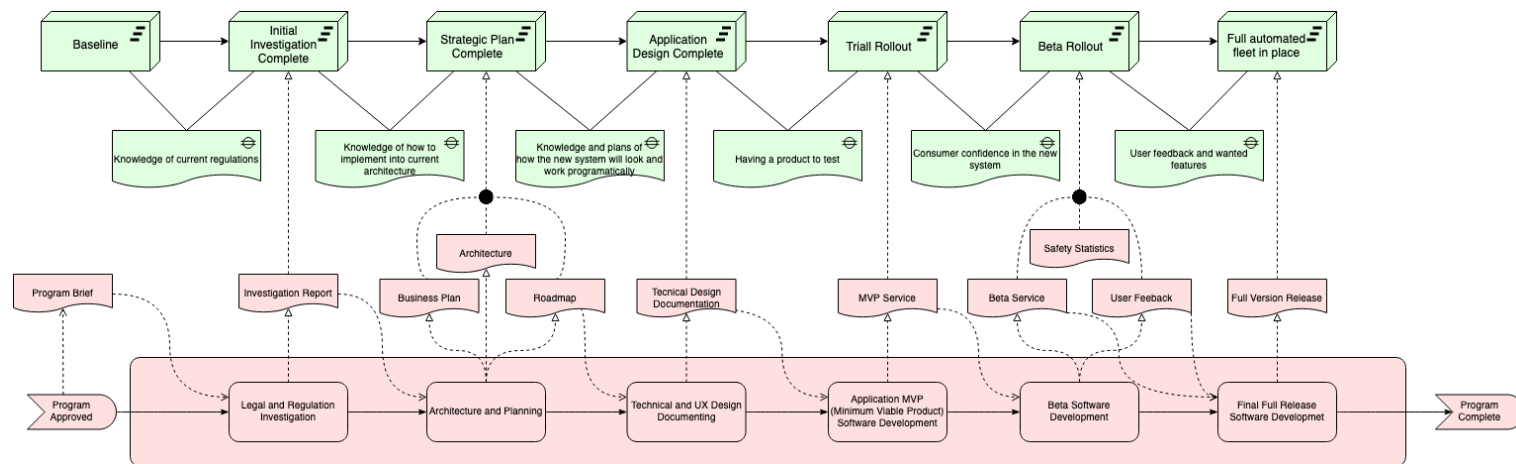 Baseline
Initial
Investigation
Complete
Strategic Plan
Complete
Application
Design Complete
Triall Rollout
Beta Rollout
Full automated
fleet in place
Knowledge of current regulations
Knowledge of how to
implement into current
architecture
Knowledge and plans of
how the new system will look and
work programatically
Having a product to test
Consumer confidence in the new
system
User feedback and wanted
features
Architecture
Safety Statistics
Program Brief
Investigation Report
Business Plan
Roadmap
Tecnical Design
Documentation
MVP Service
Beta Service
User Feeback
Full Version Release
Program
Approved
Legal and Regulation
Investigation
Architecture and Planning
Technical and UX Design
Documenting
Application MVP
(Minimum Viable Product)
Software Development
Beta Software
Development
Final Full Release
Software Developmet
Program
Complete